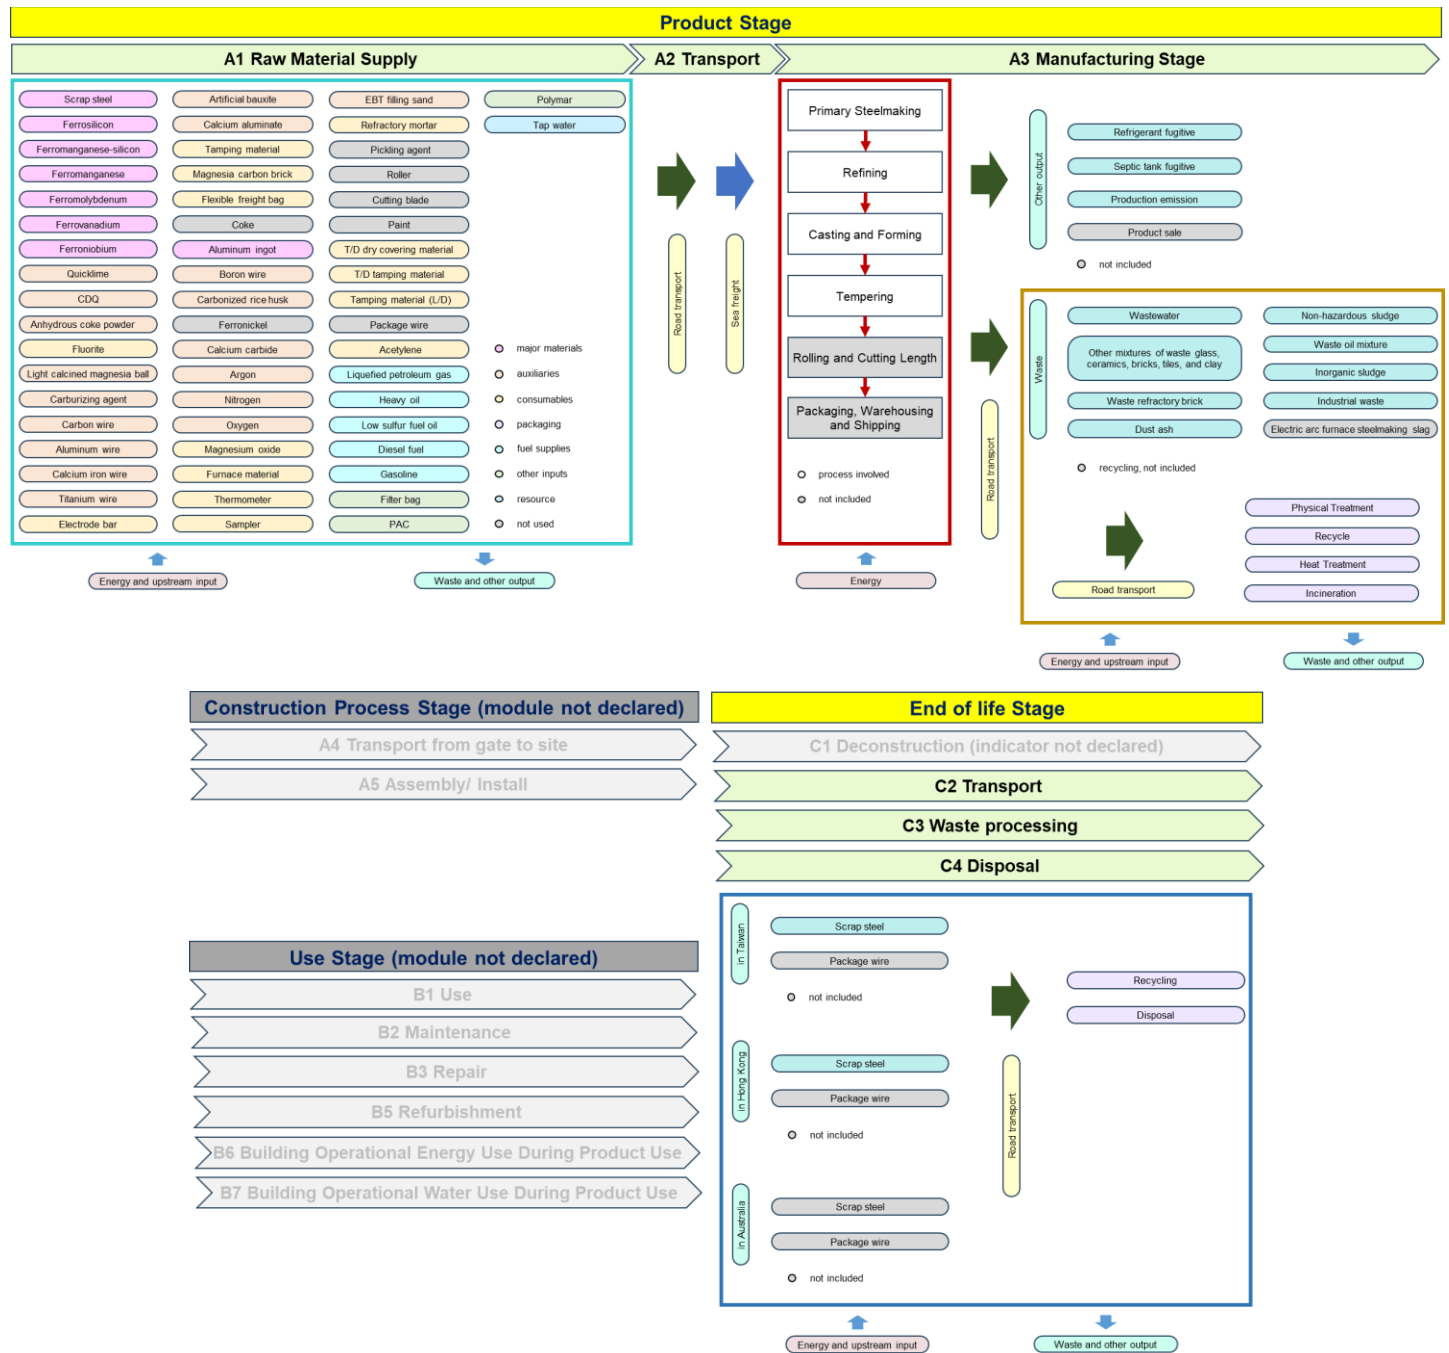 Product Stage
A1 Raw Material Supply
A2 Transport
A3 Manufacturing Stage
Scrap steel
Ferrosilicon
Ferromanganese-silicon
Ferromanganese
Ferromolybdenum
Ferrovanadium
Ferroniobium
Quicklime
CDQ
Anhydrous coke powder
Fluorite
Light calcined magnesia ball
Carburizing agent
Carbon wire
Aluminum wire
Calcium iron wire
Titanium wire
Electrode bar
Artificial bauxite
Calcium aluminate
Tamping material
Magnesia carbon brick
Flexible freight bag
Coke
Aluminum ingot
Boron wire
Carbonized rice husk
Ferronickel
Calcium carbide
Argon
Nitrogen
Oxygen
Magnesium oxide
Furnace material
Thermometer
Sampler
EBT filling sand
Refractory mortar
Pickling agent
Roller
Cutting blade
Paint
T/D dry covering material
T/D tamping material
Tamping material (L/D)
Package wire
Acetylene
Liquefied petroleum gas
Heavy oil
Low sulfur fuel oil
Diesel fuel
Gasoline
Filter bag
PAC
Polymar
Tap water
major materials
auxiliaries
consumables
packaging
fuel supplies
other inputs
resource
not used
Energy and upstream input
Waste and other output
Road transport
Sea freight
Primary Steelmaking
Refining
Casting and Forming
Tempering
Rolling and Cutting Length
Packaging, Warehousing
and Shipping
process involved
not included
Energy
Road transport
Other output
Refrigerant fugitive
Septic tank fugitive
Production emission
Product sale
not included
Waste
Wastewater
Other mixtures of waste glass,
ceramics, bricks, tiles, and clay
Waste refractory brick
Dust ash
Non-hazardous sludge
Waste oil mixture
Inorganic sludge
Industrial waste
Electric arc furnace steelmaking slag
recycling, not included
Road transport
Physical Treatment
Recycle
Heat Treatment
Incineration
Energy and upstream input
Waste and other output
Construction Process Stage (module not declared)
A4 Transport from gate to site
A5 Assembly/ Install
End of life Stage
C1 Deconstruction (indicator not declared)
C2 Transport
C3 Waste processing
C4 Disposal
Use Stage (module not declared)
B1 Use
B2 Maintenance
B3 Repair
B5 Refurbishment
B6 Building Operational Energy Use During Product Use
B7 Building Operational Water Use During Product Use
in Taiwan
Scrap steel
Package wire
not included
in Hong Kong
Scrap steel
Package wire
not included
in Australia
Scrap steel
Package wire
not included
Road transport
Recycling
Disposal
Energy and upstream input
Waste and other output